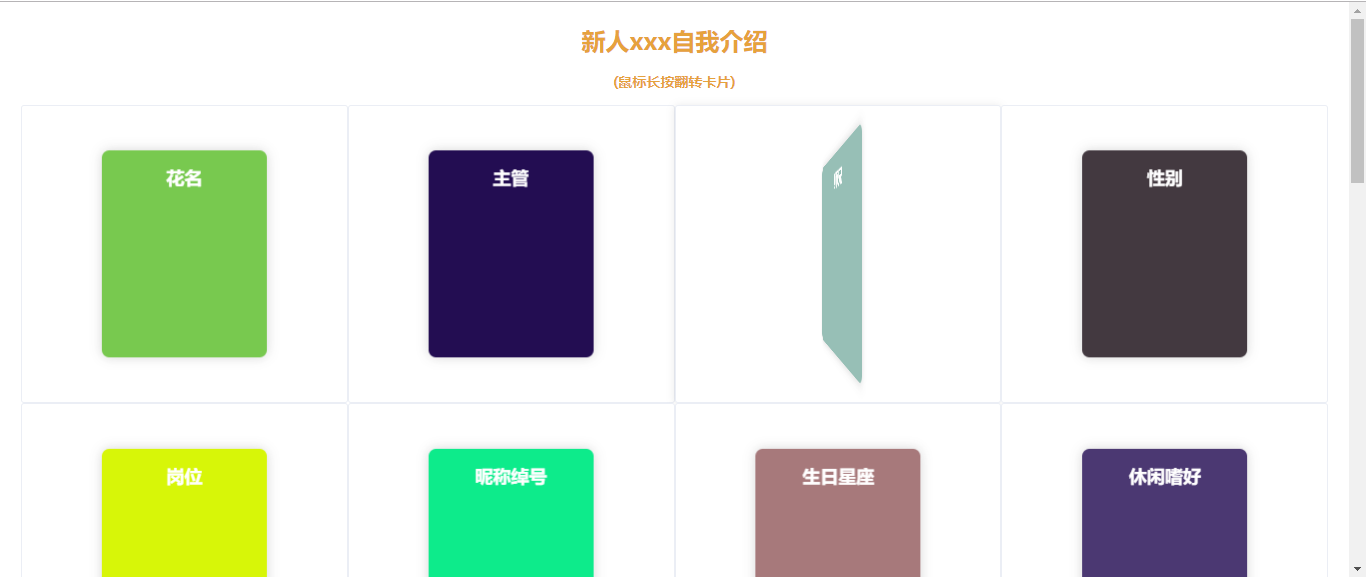 新人xxx自我介绍
(鼠标长按翻转卡片)
花名
主管
性别
岗位
昵称绰号
生日星座
休闲嗜好